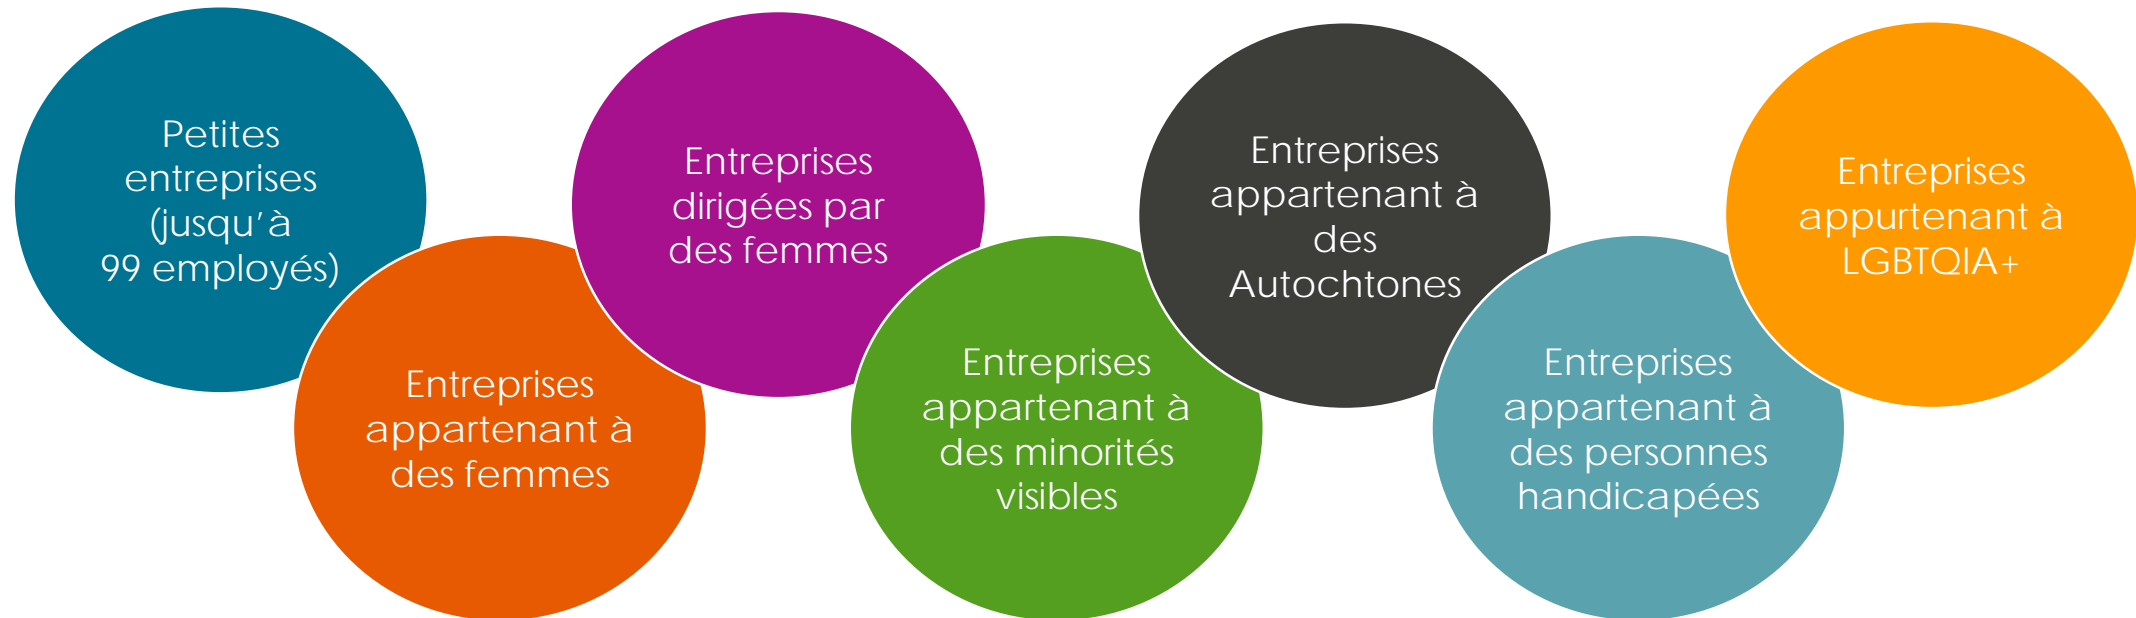 Petites
entreprises
(jusqu’à
99 employés)
Entreprises
appartenant à
des femmes
Entreprises
dirigées par
des femmes
Entreprises
appartenant à
des minorités
visibles
Entreprises
appartenant à
des
Autochtones
Entreprises
appartenant à
des personnes
handicapées
Entreprises
appurtenant à
LGBTQIA+